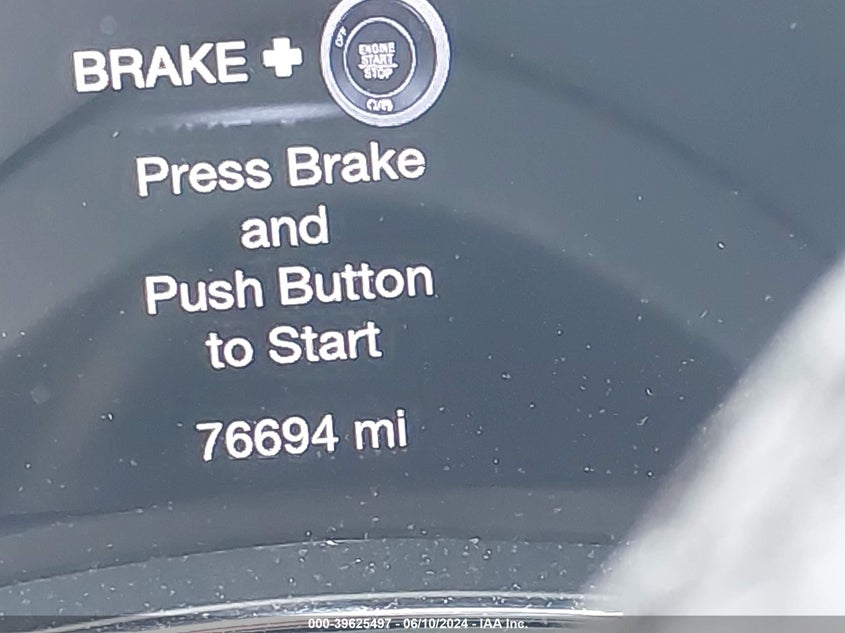 BRAKE +
OFF
ENGINE
START
STOP
Press Brake
and
Push Button
to Start
76694 mi
000-39625497 - 06/10/2024 - IAA Inc.